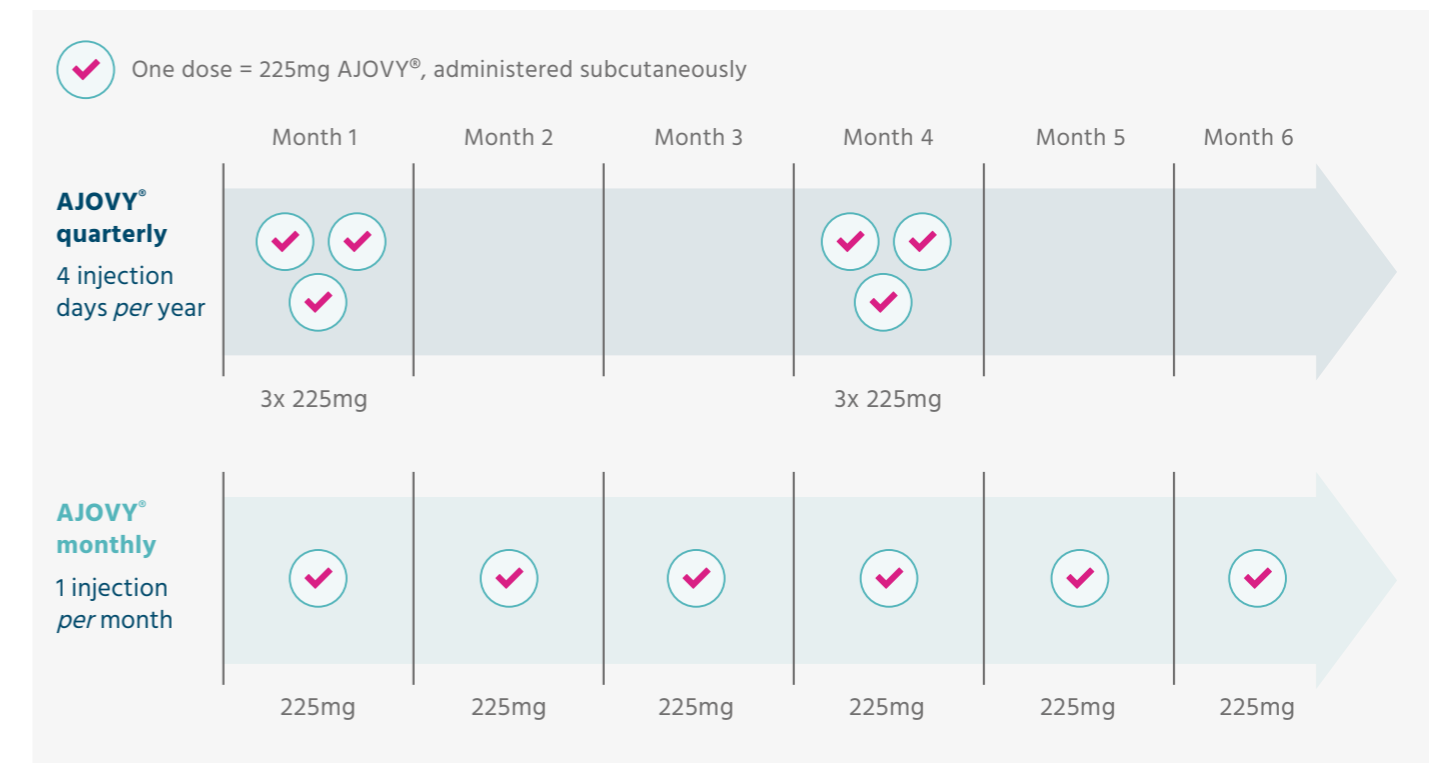 One dose = 225mg AJOVY®, administered subcutaneously
Month 1 Month 2 Month 3 Month 4 Month 5 Month 6
AJOVY®
quarterly
4 injection
days per year
3x 225mg 3x 225mg
AJOVY®
monthly
1 injection
per month
225mg 225mg 225mg 225mg 225mg 225mg